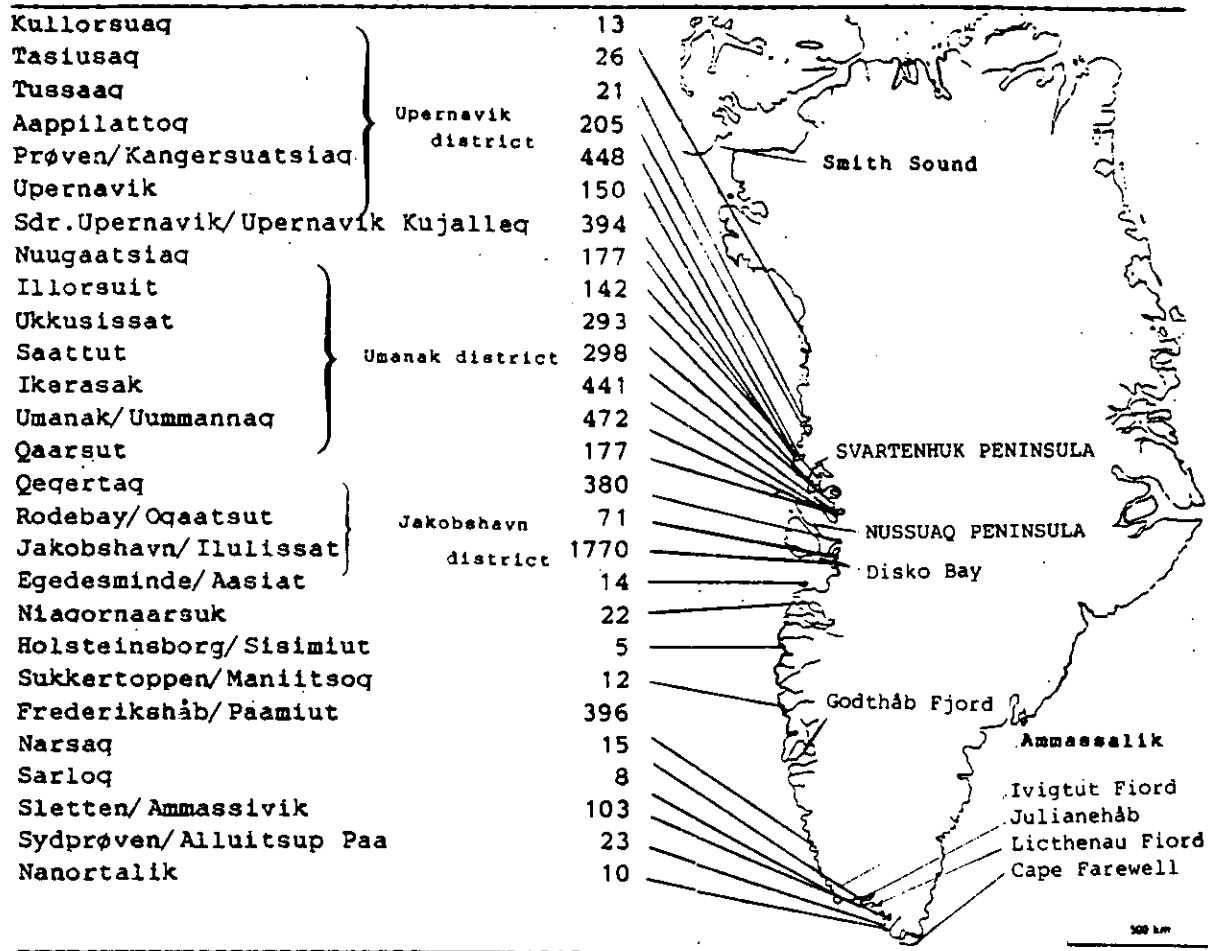 Kullorsuaq 13
Tasiusaq 26
Tussaaq 21
Aappilattoq 205
Prøven/Kangersuatsiaq 448
Upernavik 150
Sdr.Upernavik/Upernavik Kujalleq 394
Upernavik
district
Nuugaatsiaq 177
Illorsuit 142
Ukkusissat 293
Saattut 298
Ikerasak 441
Umanak/Uummannaq 472
Qaarsut 177
Umanak district
Qeqertaq 380
Rodebay/Oqaatsut 71
Jakobshavn/Ilulissat 1770
Jakobshavn
district
Egedesminde/Aasiat 14
Niaqornaarsuk 22
Holsteinsborg/Sisimiut 5
Sukkertoppen/Maniitsoq 12
Frederikshåb/Paamiut 396
Narsaq 15
Sarloq 8
Sletten/Ammassivik 103
Sydprøven/Alluitsup Paa 23
Nanortalik 10
Smith Sound
SVARTENHUK PENINSULA
NUSSUAQ PENINSULA
Disko Bay
Godthåb Fjord
Ammassalik
Ivigtut Fiord
Julianehåb
Licthenau Fiord
Cape Farewell
500 km